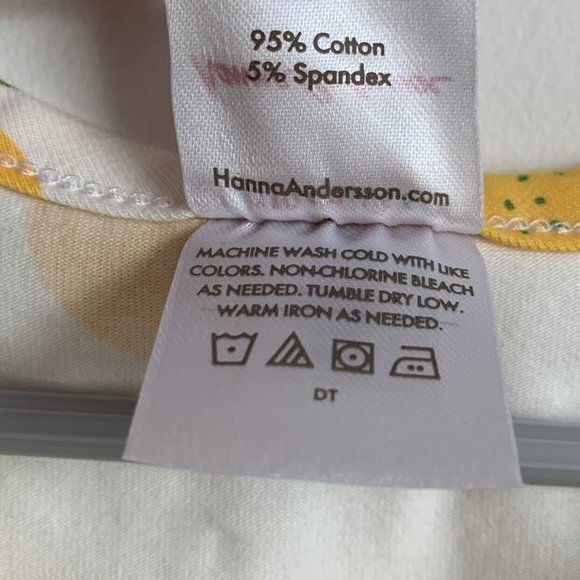 95% Cotton
5% Spandex
HannaAndersson.com
MACHINE WASH COLD WITH LIKE
COLORS. NON-CHLORINE BLEACH
AS NEEDED. TUMBLE DRY LOW.
WARM IRON AS NEEDED.
DT